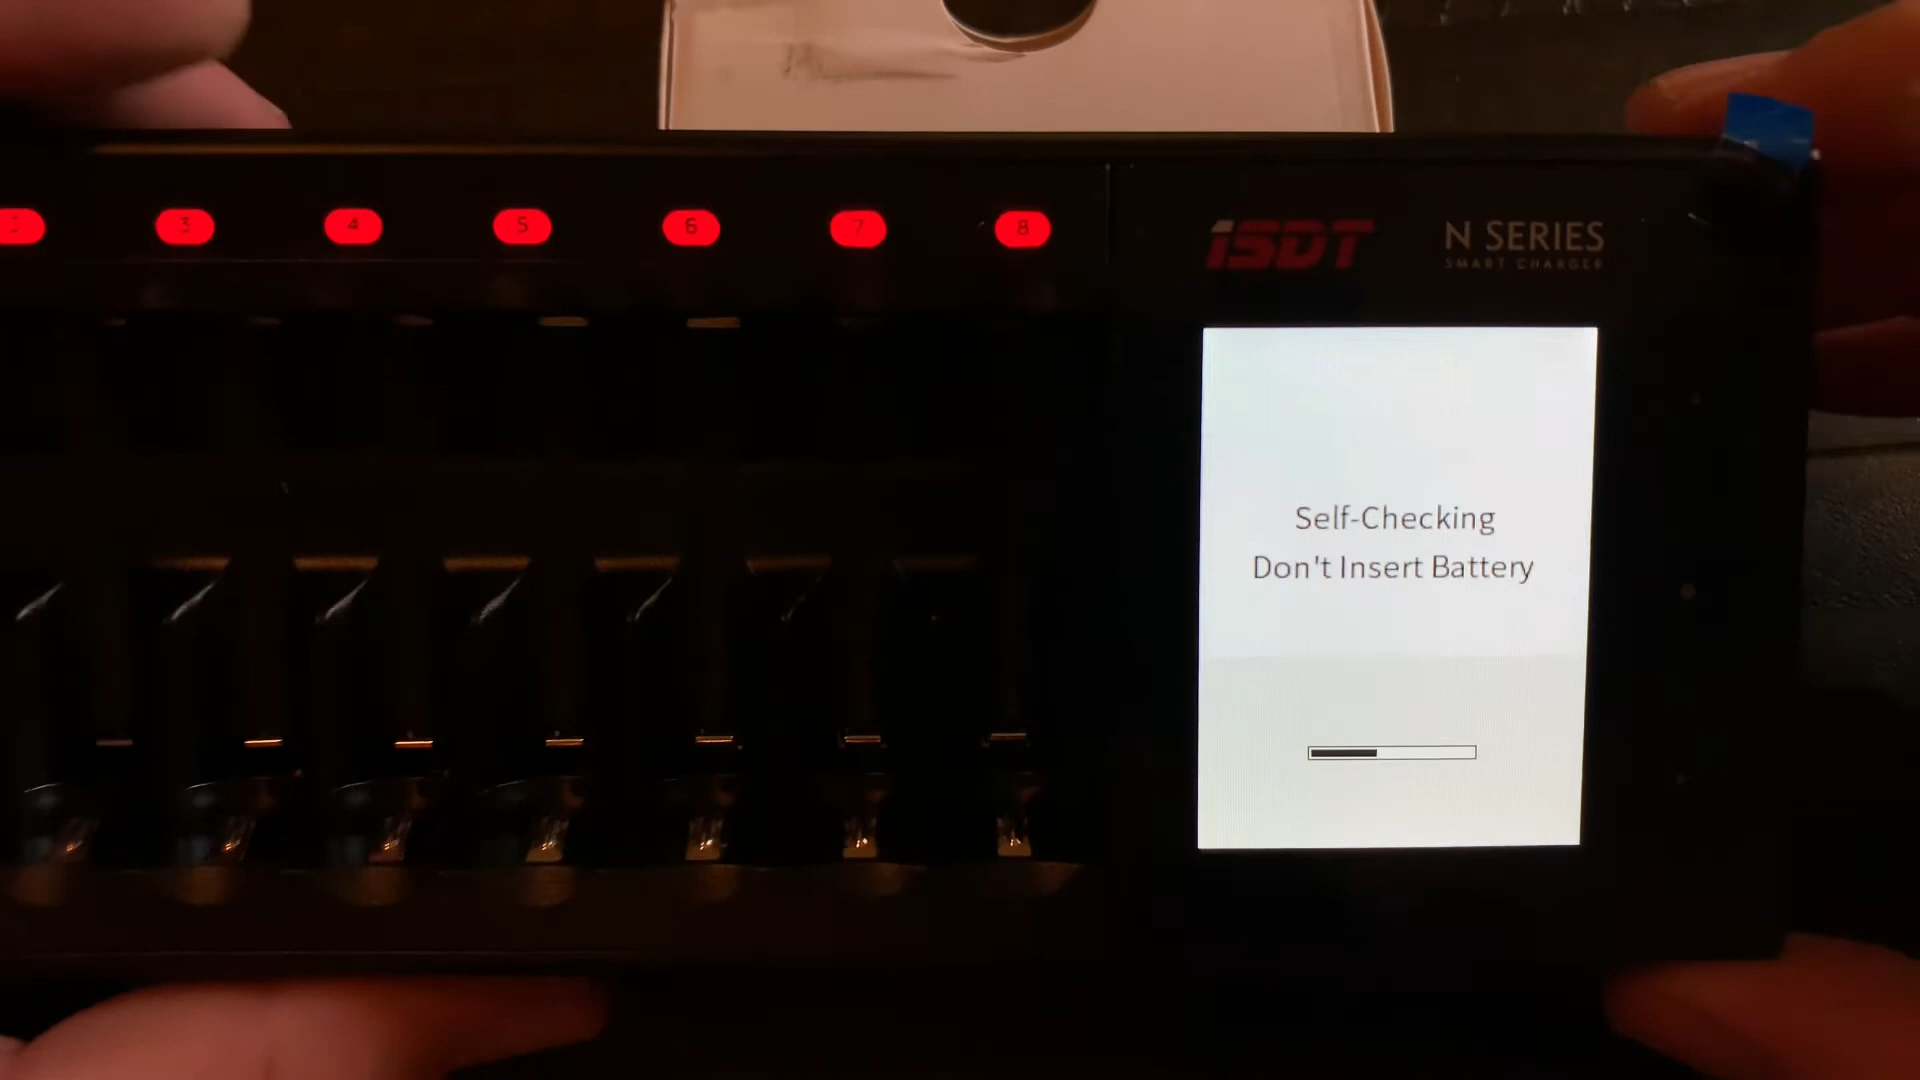 3 4 5 6 7 8
iSDT
N SERIES
SMART CHARGER
Self-Checking
Don't Insert Battery